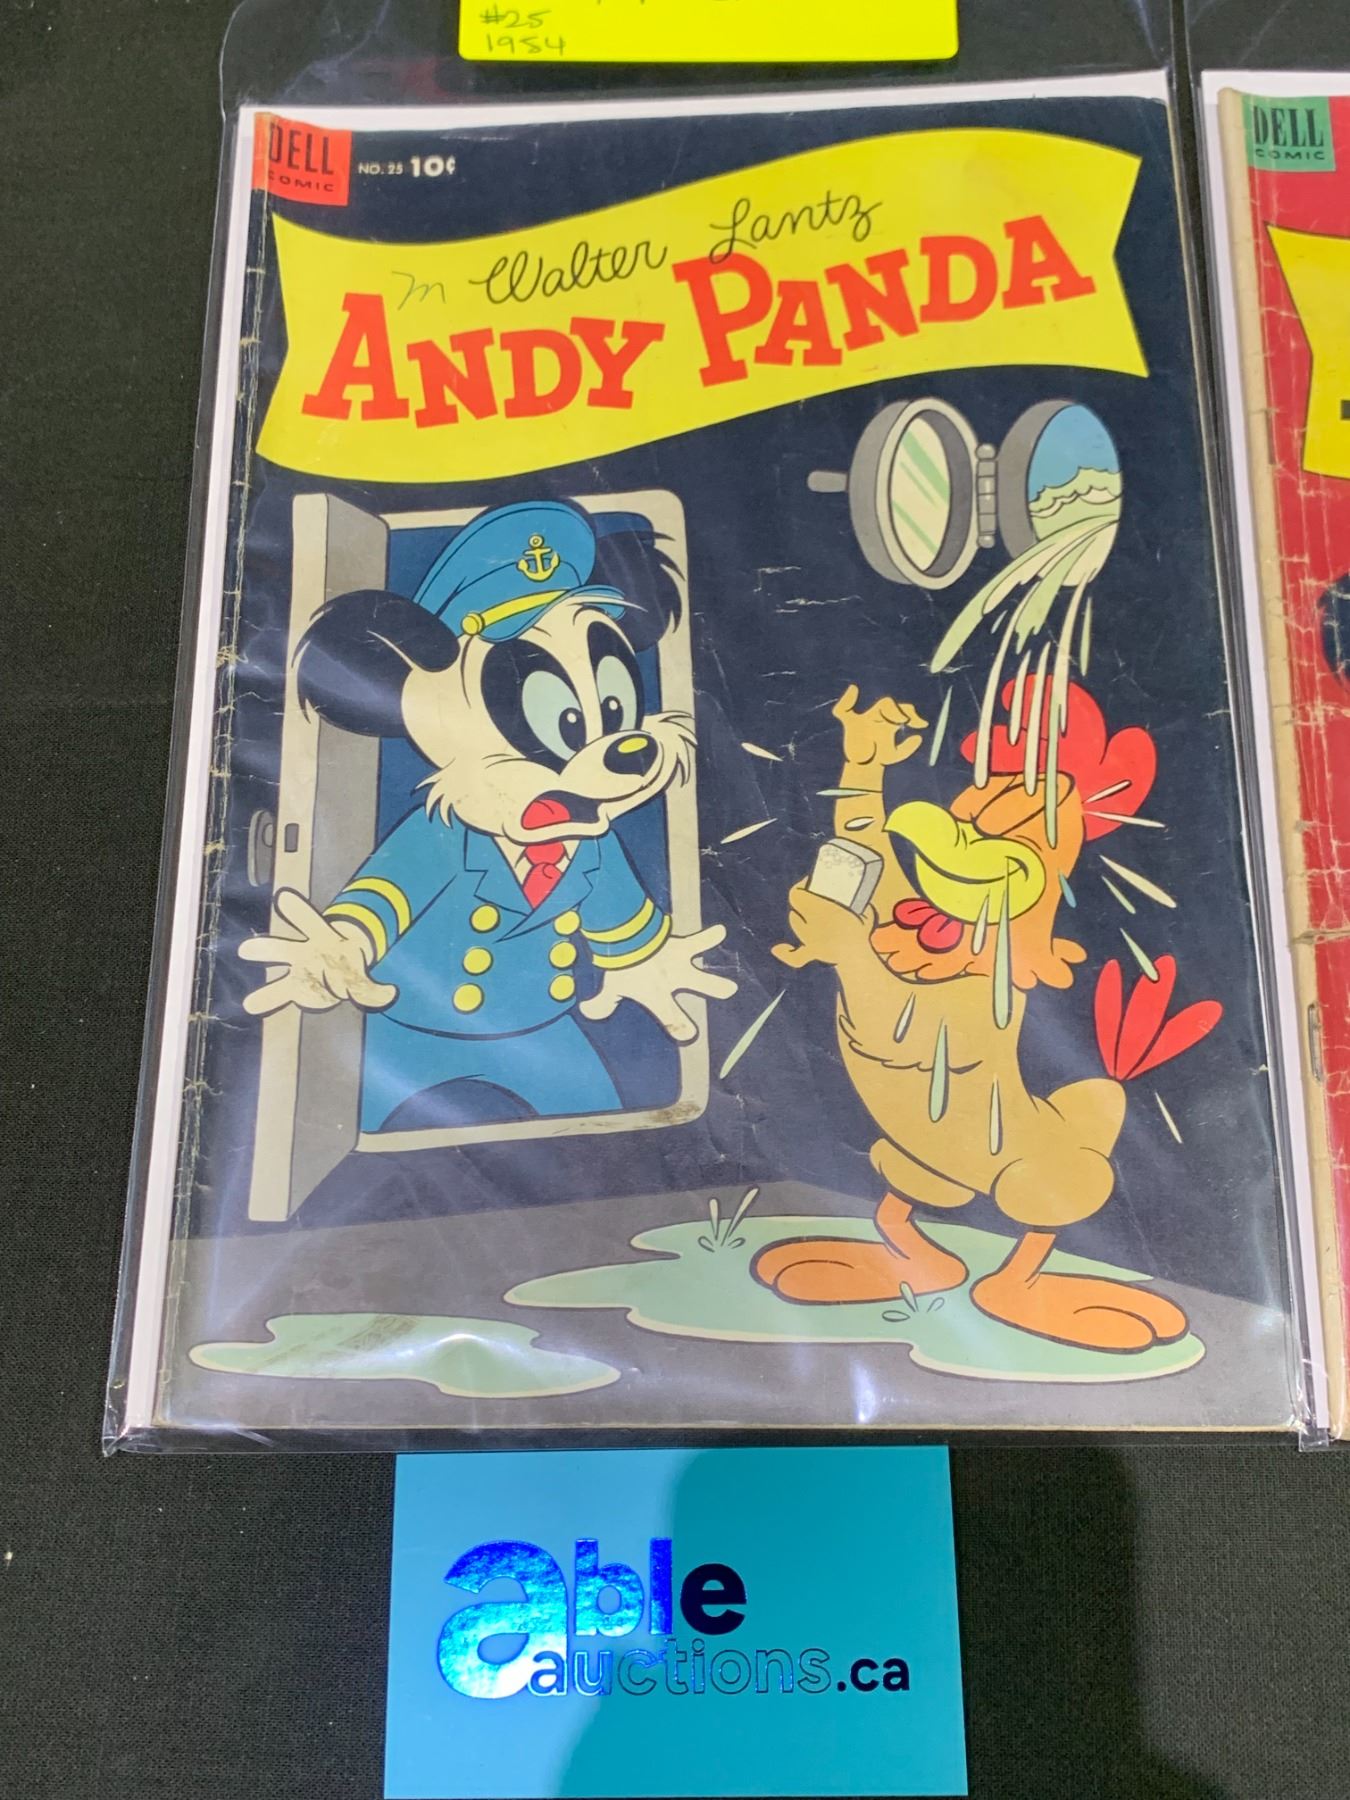 #25
1954
DELL
COMIC
NO. 25 10¢
m Walter Lantz
ANDY PANDA
DELL
COMIC
able
auctions.ca